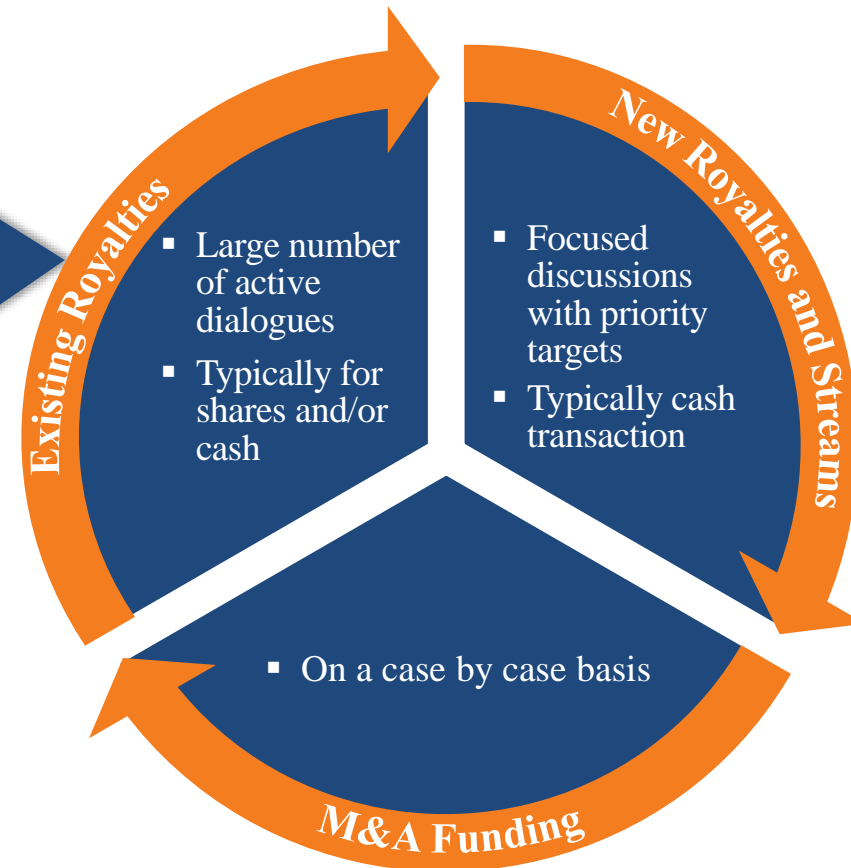 Existing Royalties
▪ Large number
of active
dialogues
▪ Typically for
shares and/or
cash
New Royalties and Streams
▪ Focused
discussions
with priority
targets
▪ Typically cash
transaction
▪ On a case by case basis
M&A Funding